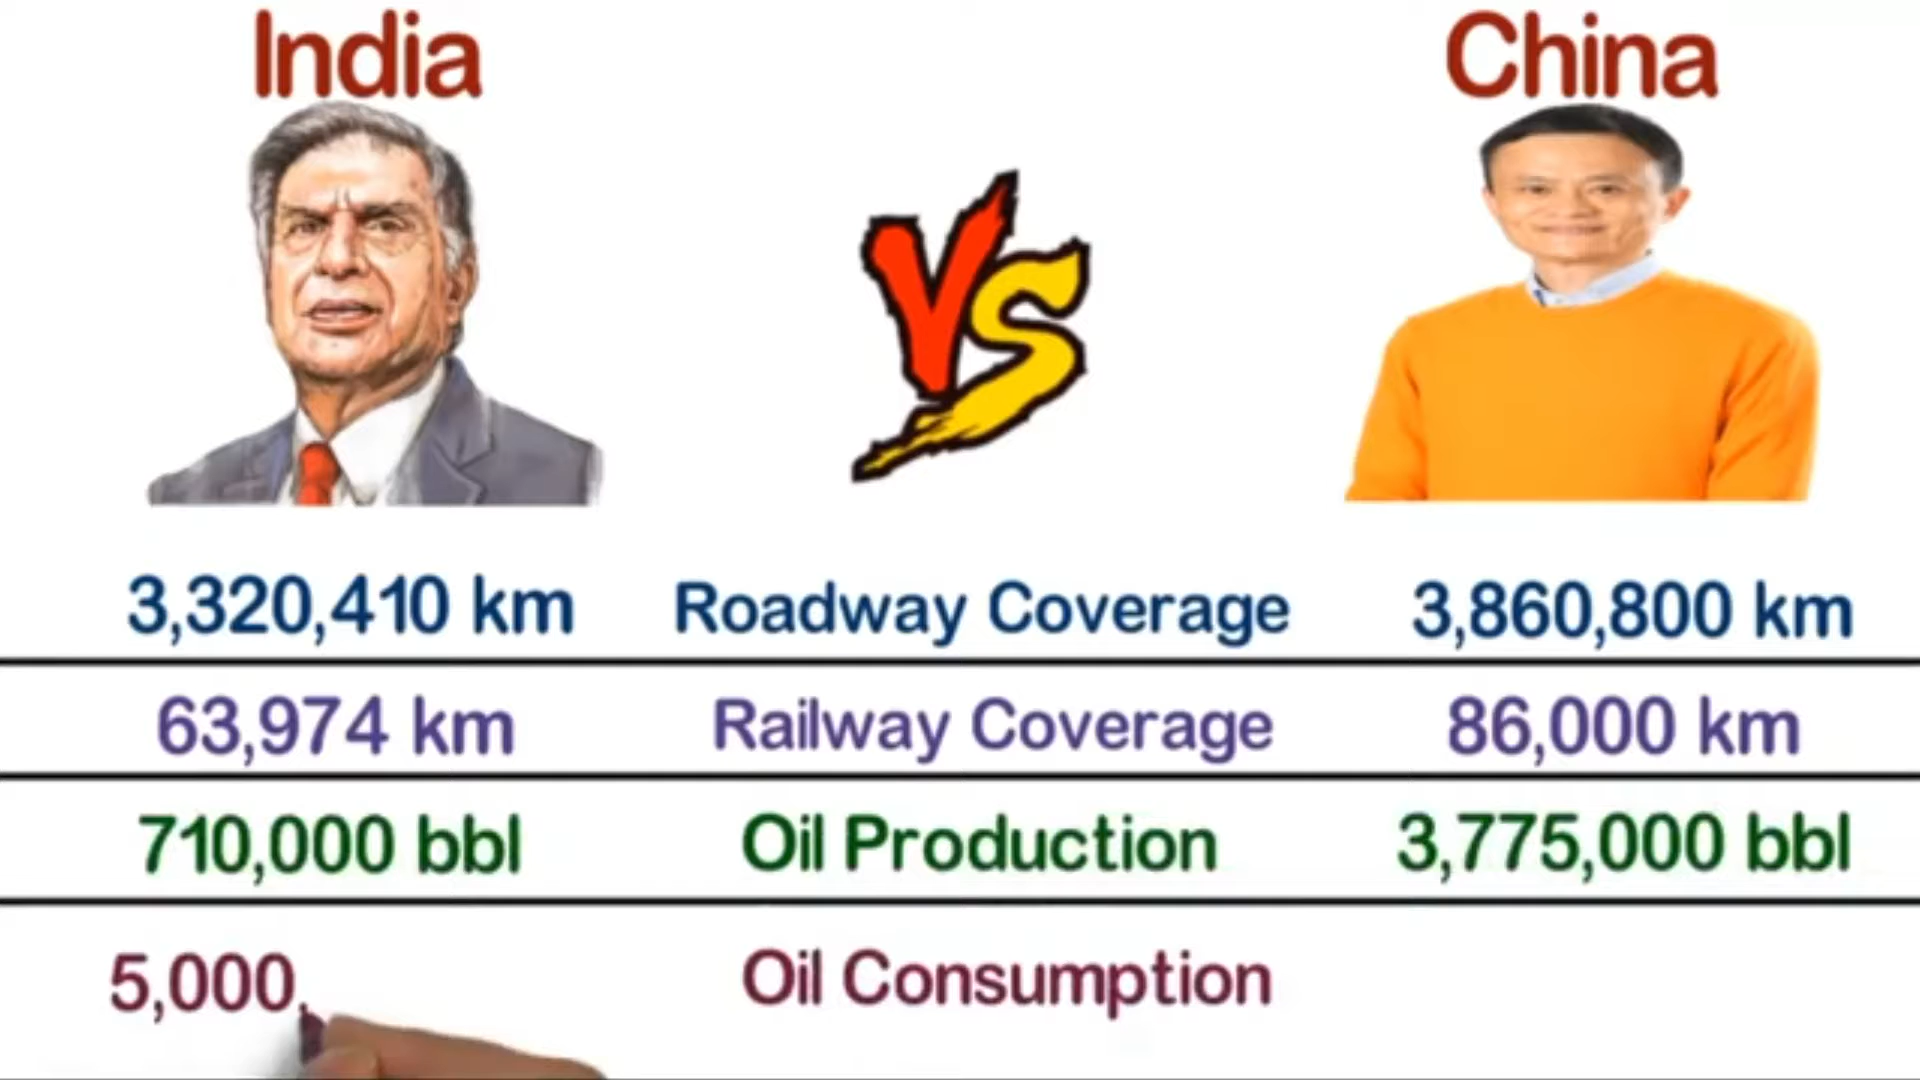 India
China
VS
3,320,410 km Roadway Coverage 3,860,800 km
63,974 km Railway Coverage 86,000 km
710,000 bbl Oil Production 3,775,000 bbl
5,000, Oil Consumption